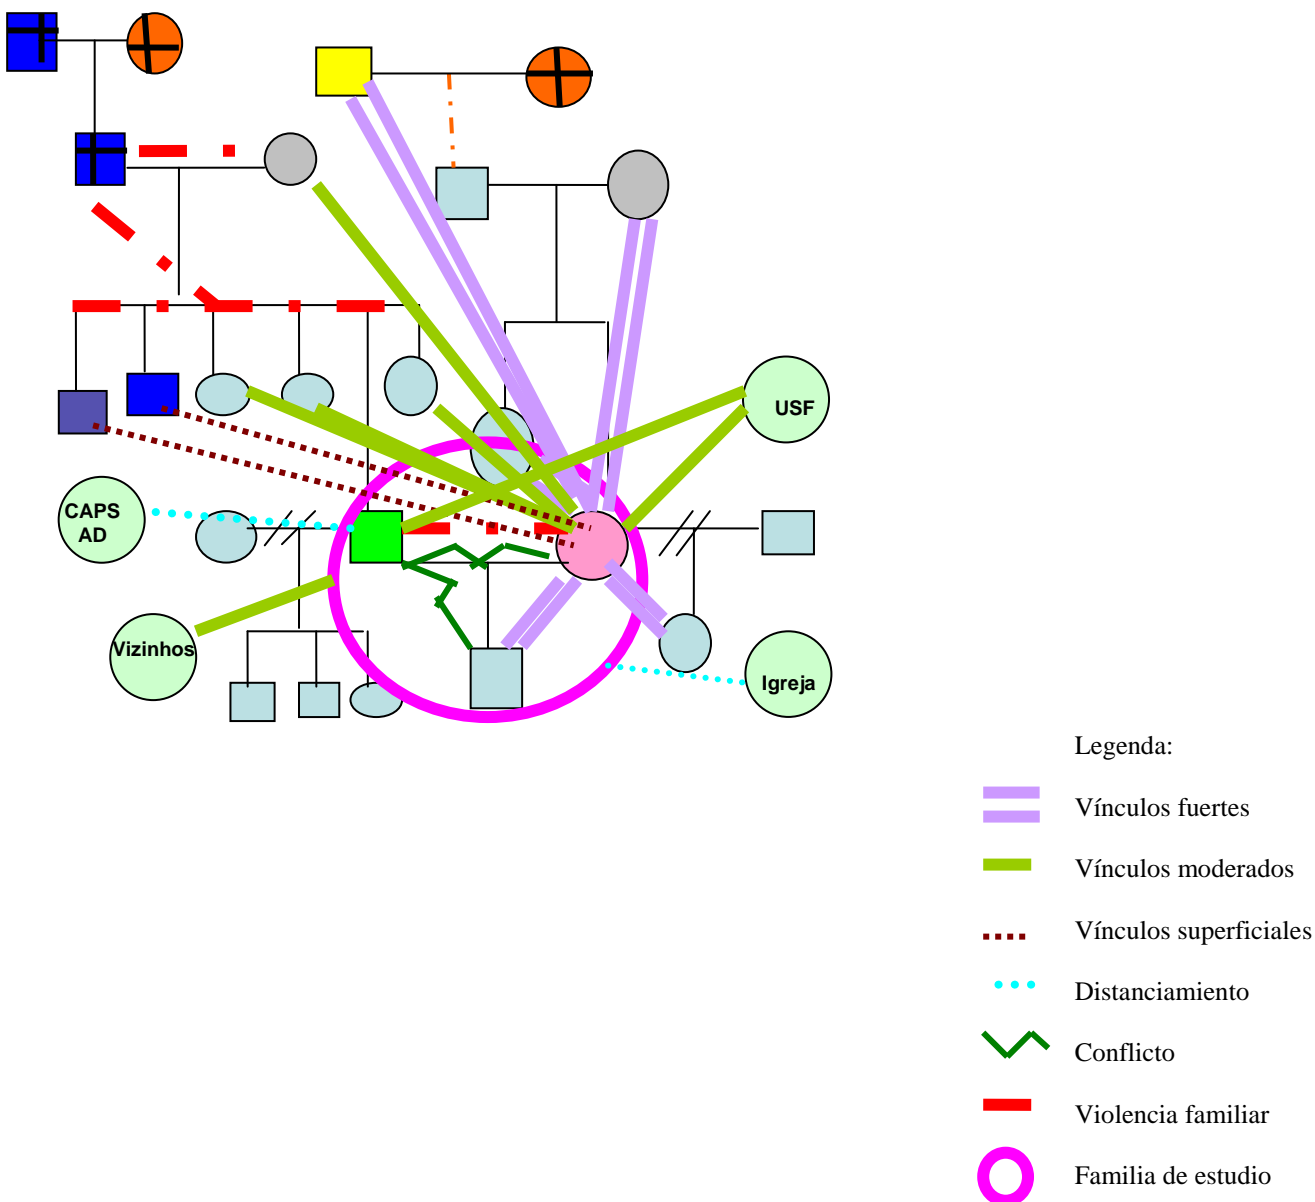 USF
CAPS
AD
Vizinhos
Igreja
Legenda:
Vínculos fuertes
Vínculos moderados
Vínculos superficiales
Distanciamiento
Conflicto
Violencia familiar
Familia de estudio